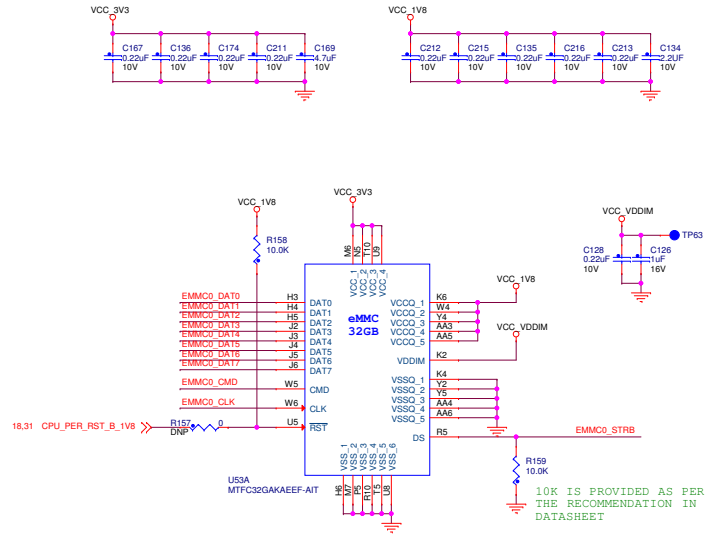 VCC_3V3
VCC_1V8
C167 C136 C174 C211 C169
0.22uF 0.22uF 0.22uF 0.22uF 4.7uF
10V 10V 10V 10V 10V
C212 C215 C135 C216 C213 C134
0.22uF 0.22uF 0.22uF 0.22uF 0.22uF 2.2UF
10V 10V 10V 10V 10V 10V
VCC_3V3
VCC_1V8
VCC_VDDIM
R158
10.0K
TP63
C128 C126
0.22uF 1uF
10V 16V
M6 N5 T10 U9
VCC_1 VCC_2 VCC_3 VCC_4
eMMC
32GB
EMMC0_DAT0 H3 DAT0
EMMC0_DAT1 H4 DAT1
EMMC0_DAT2 H5 DAT2
EMMC0_DAT3 J2 DAT3
EMMC0_DAT4 J3 DAT4
EMMC0_DAT5 J4 DAT5
EMMC0_DAT6 J5 DAT6
EMMC0_DAT7 J6 DAT7
EMMC0_CMD W5 CMD
EMMC0_CLK W6 CLK
18,31 CPU_PER_RST_B_1V8 R157 0 U5 RST
DNP
VCC_1V8
VCCQ_1 K6
VCCQ_2 W4
VCCQ_3 Y4
VCCQ_4 AA3
VCCQ_5 AA5
VCC_VDDIM
VDDIM K2
VSSQ_1 K4
VSSQ_2 Y2
VSSQ_3 Y5
VSSQ_4 AA4
VSSQ_5 AA6
DS R5 EMMC0_STRB
VSS_1 VSS_2 VSS_3 VSS_4 VSS_5 VSS_6
H6 M7 P5 R10 T5 U8
U53A
MTFC32GAKAEEF-AIT
R159
10.0K
10K IS PROVIDED AS PER
THE RECOMMENDATION IN
DATASHEET